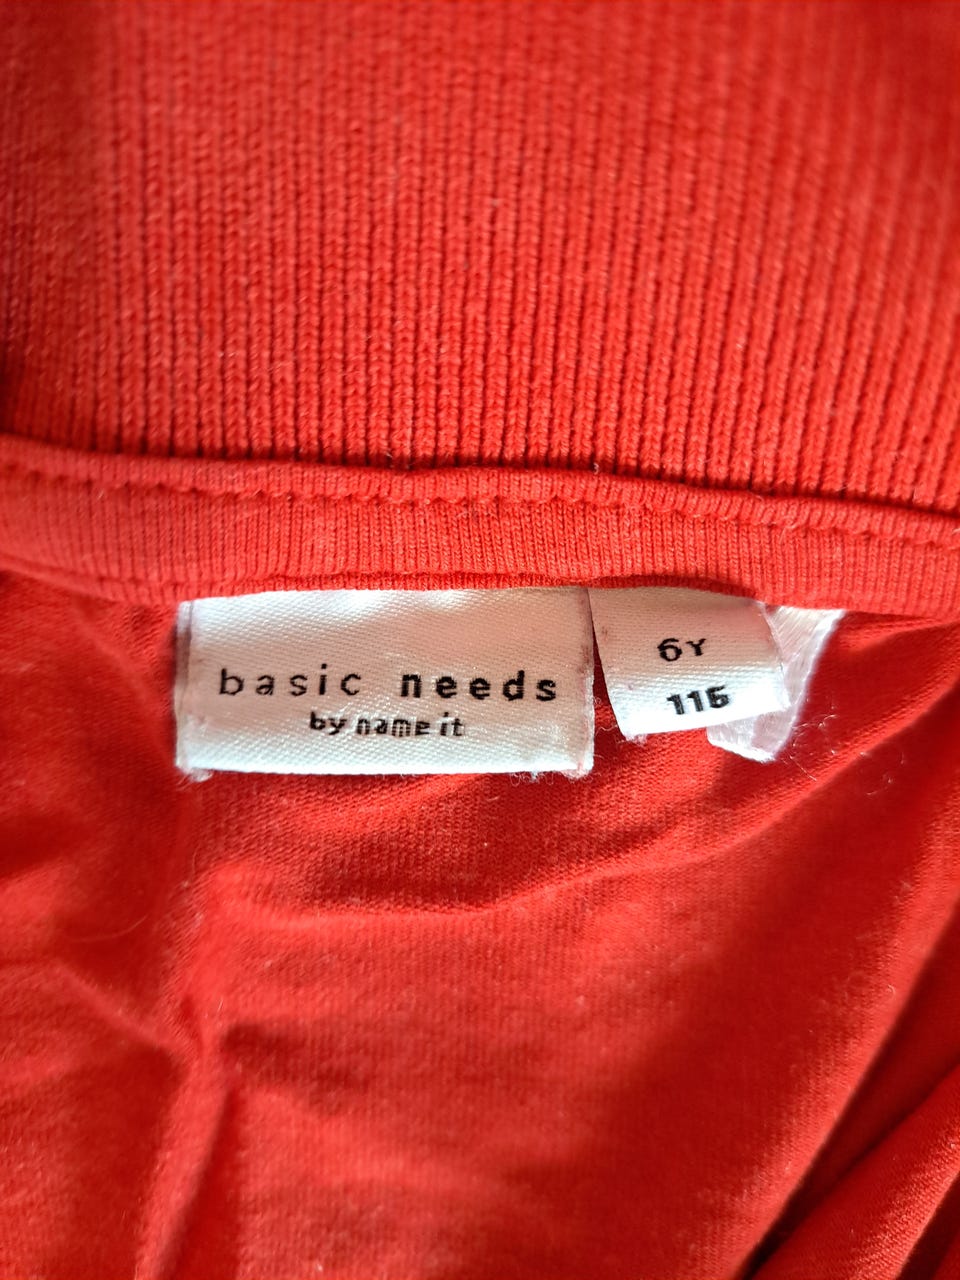 basic needs
by name it
6Y
116